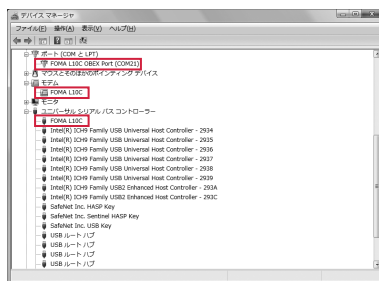 デバイス マネージャ
ファイル(F) 操作(A) 表示(V) ヘルプ(H)
ポート (COM と LPT)
FOMA L10C OBEX Port (COM21)
マウスとそのほかのポインティング デバイス
モデム
FOMA L10C
モニタ
ユニバーサル シリアル バス コントローラー
FOMA L10C
Intel(R) ICH9 Family USB Universal Host Controller - 2934
Intel(R) ICH9 Family USB Universal Host Controller - 2935
Intel(R) ICH9 Family USB Universal Host Controller - 2936
Intel(R) ICH9 Family USB Universal Host Controller - 2937
Intel(R) ICH9 Family USB Universal Host Controller - 2938
Intel(R) ICH9 Family USB Universal Host Controller - 2939
Intel(R) ICH9 Family USB2 Enhanced Host Controller - 293A
Intel(R) ICH9 Family USB2 Enhanced Host Controller - 293C
SafeNet Inc. HASP Key
SafeNet Inc. Sentinel HASP Key
SafeNet Inc. USB Key
USB ルート ハブ
USB ルート ハブ
USB ルート ハブ
USB ルート ハブ